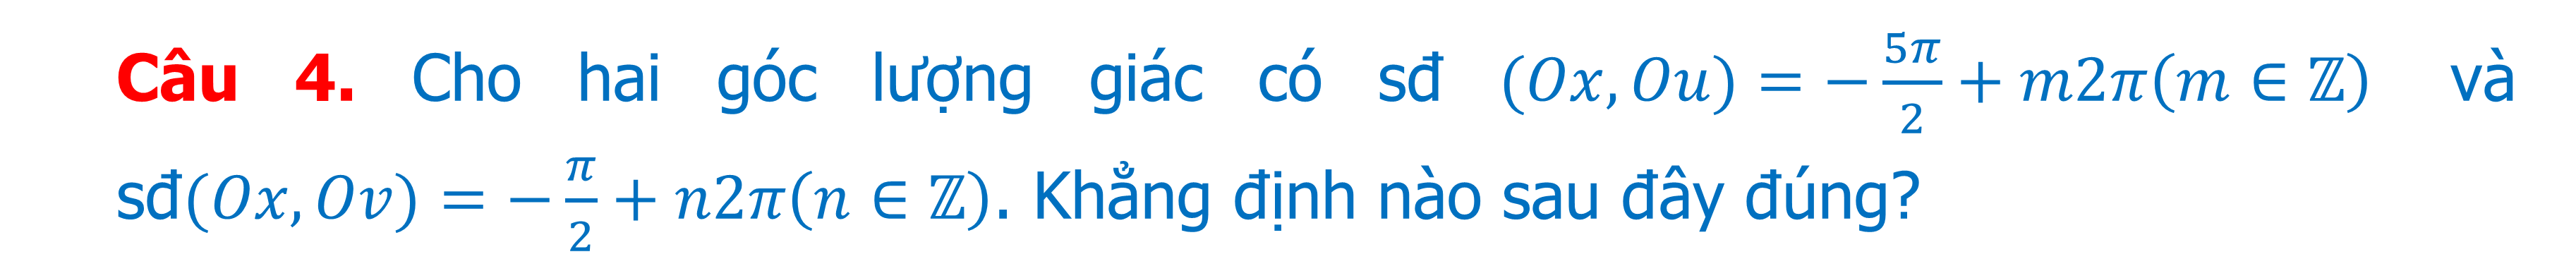 Câu 4. Cho hai góc lượng giác có sđ (Ox, Ou) = −5π/2 + m2π(m ∈ ℤ) và
sđ(Ox, Ov) = −π/2 + n2π(n ∈ ℤ). Khẳng định nào sau đây đúng?